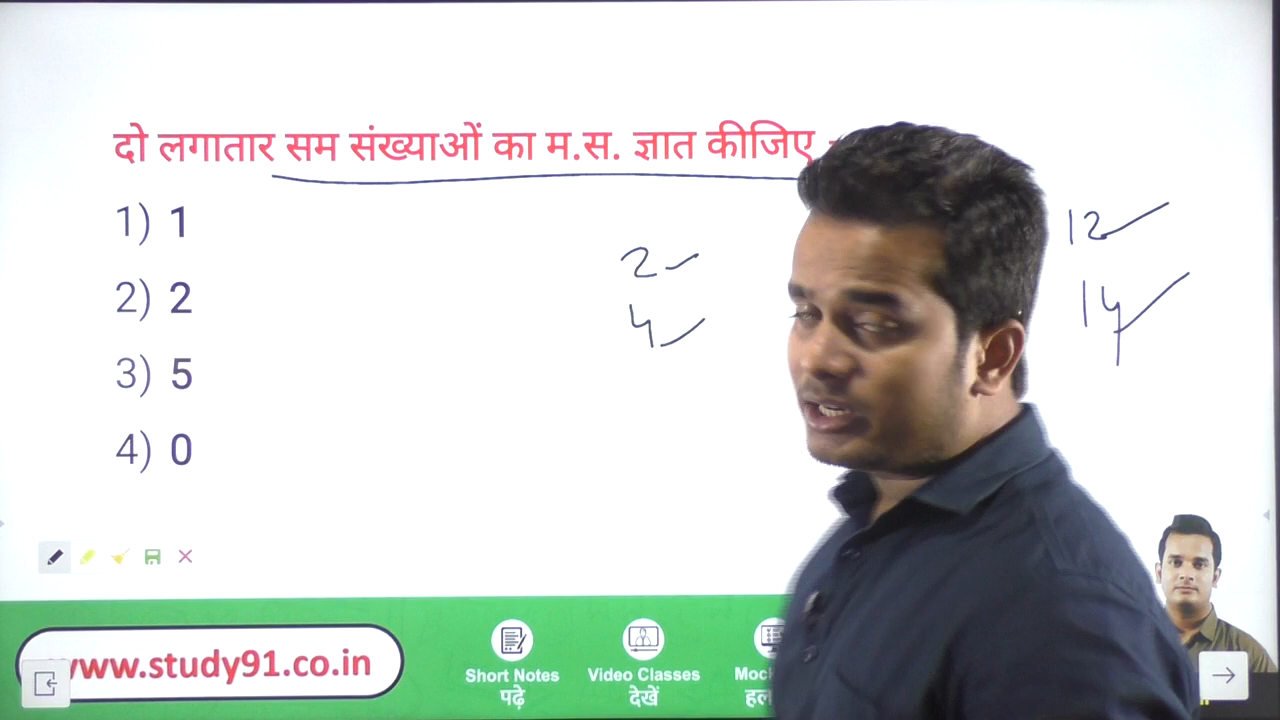 दो लगातार सम संख्याओं का म.स. ज्ञात कीजिए
1) 1
2) 2
3) 5
4) 0
2
4
12
14
www.study91.co.in
Short Notes
पढ़े
Video Classes
देखें